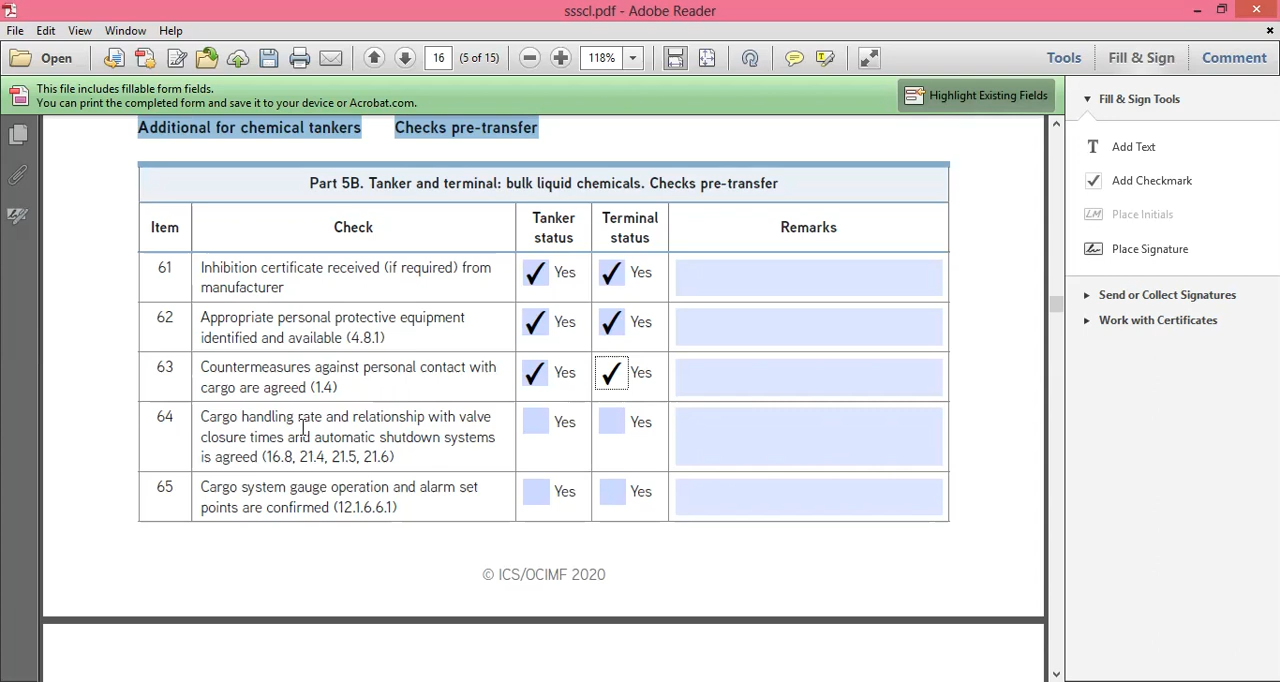 ssscl.pdf - Adobe Reader
File Edit View Window Help
Open 16 (5 of 15) 118% Tools Fill & Sign Comment
This file includes fillable form fields.
You can print the completed form and save it to your device or Acrobat.com.
Highlight Existing Fields
Fill & Sign Tools
Add Text
Add Checkmark
Place Initials
Place Signature
Send or Collect Signatures
Work with Certificates
Additional for chemical tankers Checks pre-transfer
Part 5B. Tanker and terminal: bulk liquid chemicals. Checks pre-transfer
Item Check Tanker status Terminal status Remarks
61 Inhibition certificate received (if required) from Yes Yes
manufacturer
62 Appropriate personal protective equipment Yes Yes
identified and available (4.8.1)
63 Countermeasures against personal contact with Yes Yes
cargo are agreed (1.4)
64 Cargo handling rate and relationship with valve Yes Yes
closure times and automatic shutdown systems
is agreed (16.8, 21.4, 21.5, 21.6)
65 Cargo system gauge operation and alarm set Yes Yes
points are confirmed (12.1.6.6.1)
© ICS/OCIMF 2020